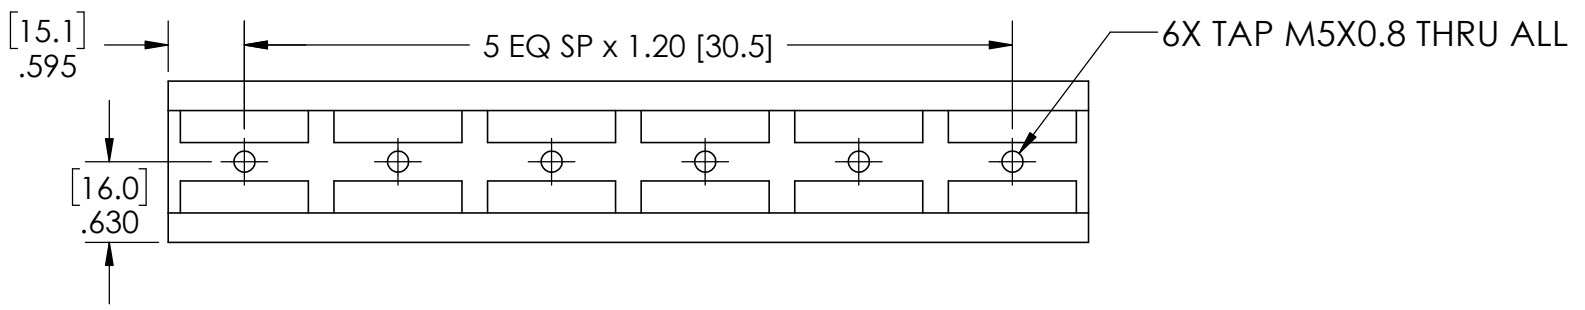 [15.1]
.595
5 EQ SP x 1.20 [30.5]
6X TAP M5X0.8 THRU ALL
[16.0]
.630